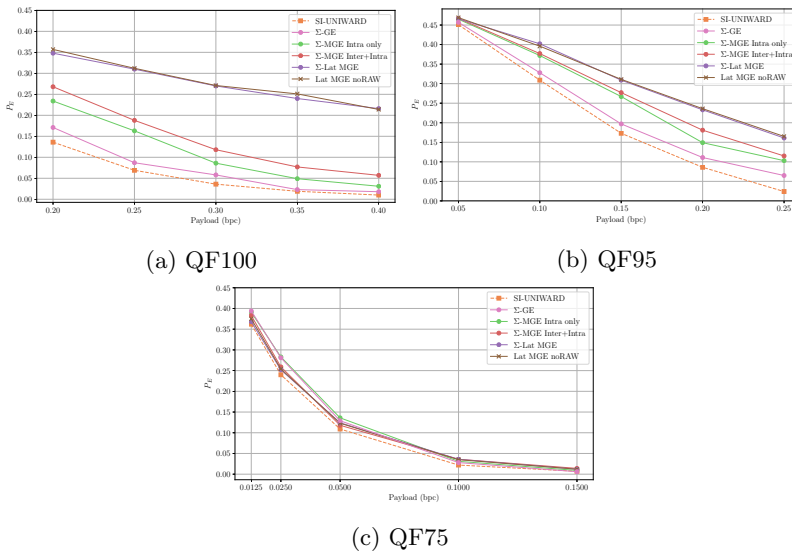 0.45
0.40
0.35
0.30
0.25
0.20
0.15
0.10
0.05
0.00
P_E
SI-UNIWARD
Σ-GE
Σ-MGE Intra only
Σ-MGE Inter+Intra
Σ-Lat MGE
Lat MGE noRAW
0.20 0.25 0.30 0.35 0.40
Payload (bpc)
(a) QF100
0.45
0.40
0.35
0.30
0.25
0.20
0.15
0.10
0.05
0.00
P_E
SI-UNIWARD
Σ-GE
Σ-MGE Intra only
Σ-MGE Inter+Intra
Σ-Lat MGE
Lat MGE noRAW
0.05 0.10 0.15 0.20 0.25
Payload (bpc)
(b) QF95
0.45
0.40
0.35
0.30
0.25
0.20
0.15
0.10
0.05
0.00
P_E
SI-UNIWARD
Σ-GE
Σ-MGE Intra only
Σ-MGE Inter+Intra
Σ-Lat MGE
Lat MGE noRAW
0.0125 0.0250 0.0500 0.1000 0.1500
Payload (bpc)
(c) QF75